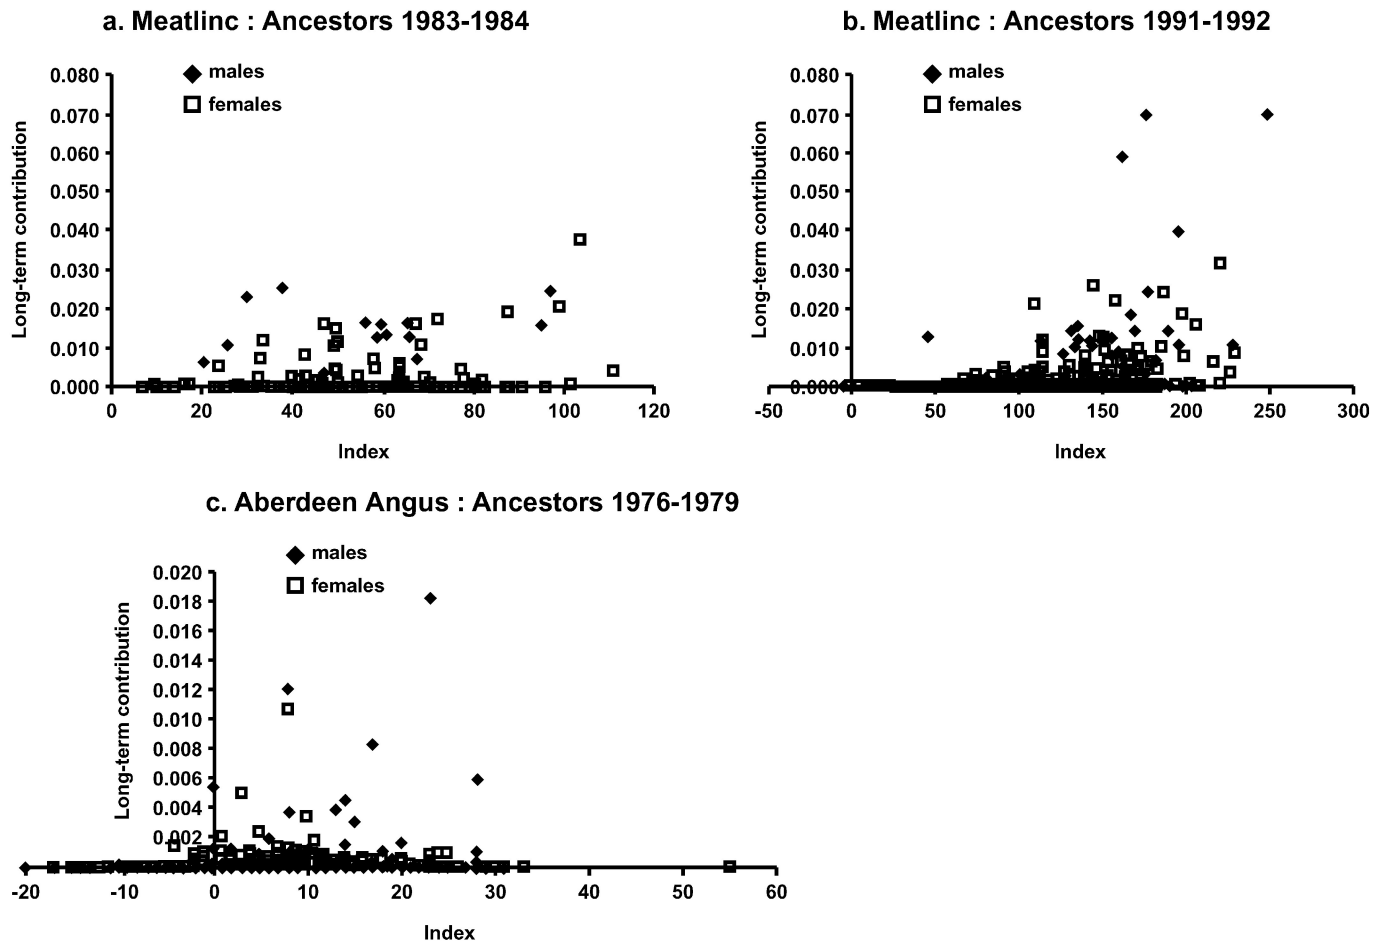 a. Meatlinc : Ancestors 1983-1984
males
females
0.080
0.070
0.060
0.050
0.040
0.030
0.020
0.010
0.000
Long-term contribution
0 20 40 60 80 100 120
Index
b. Meatlinc : Ancestors 1991-1992
males
females
0.080
0.070
0.060
0.050
0.040
0.030
0.020
0.010
0.000
Long-term contribution
-50 0 50 100 150 200 250 300
Index
c. Aberdeen Angus : Ancestors 1976-1979
males
females
0.020
0.018
0.016
0.014
0.012
0.010
0.008
0.006
0.004
0.002
Long-term contribution
-20 -10 0 10 20 30 40 50 60
Index